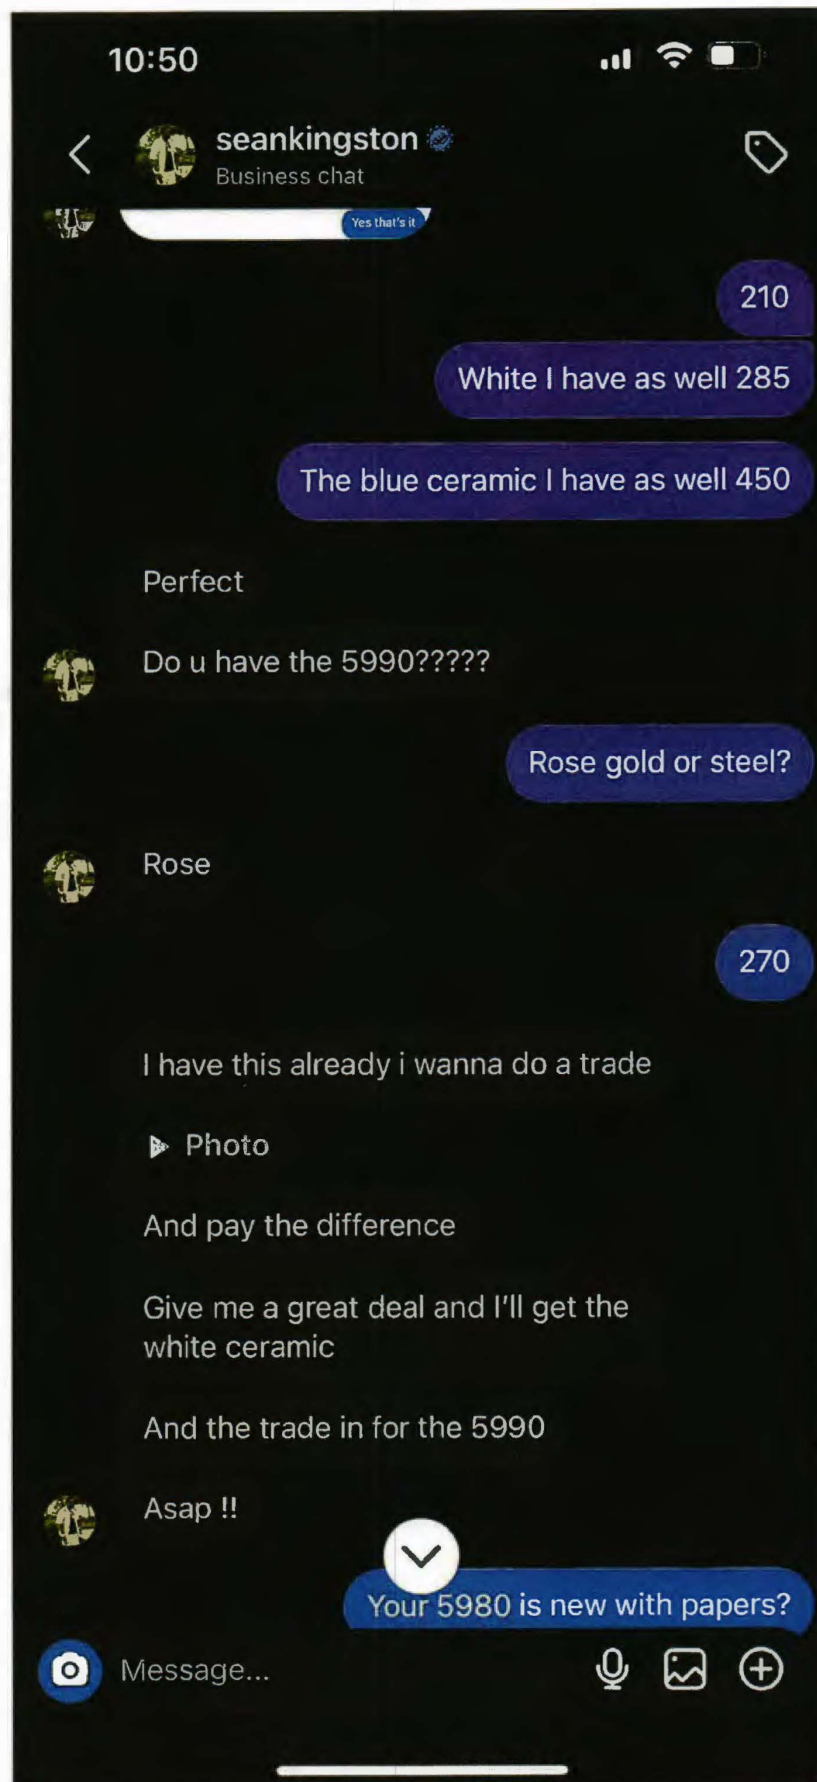 10:50
seankingston
Business chat
Yes that's it
210
White I have as well 285
The blue ceramic I have as well 450
Perfect
Do u have the 5990?????
Rose gold or steel?
Rose
270
I have this already i wanna do a trade
Photo
And pay the difference
Give me a great deal and I'll get the
white ceramic
And the trade in for the 5990
Asap !!
Your 5980 is new with papers?
Message...